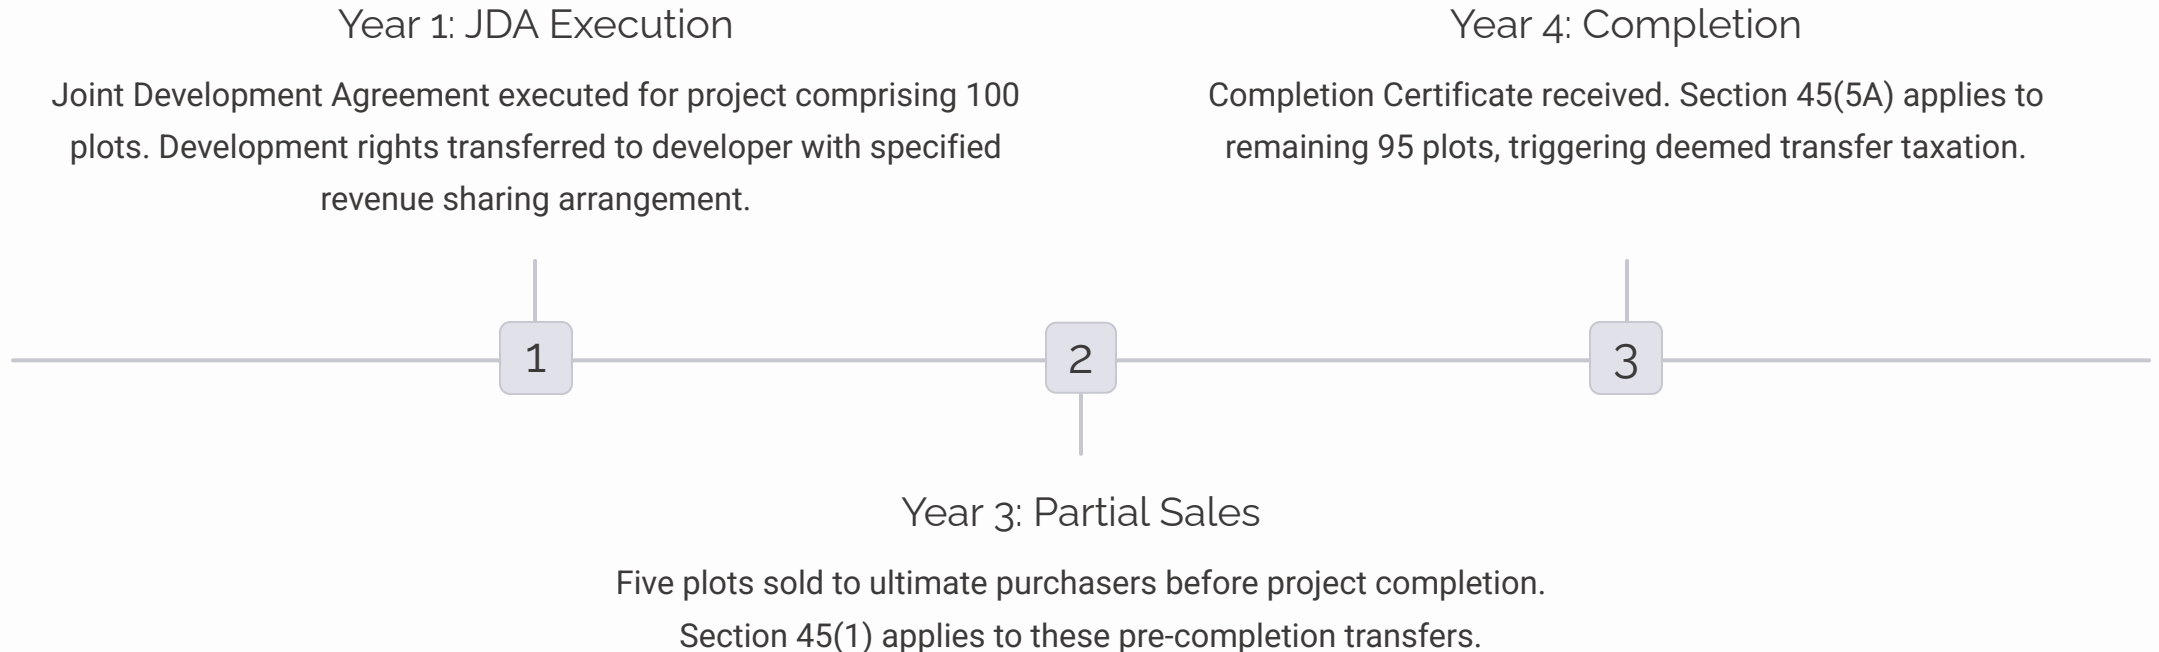 Year 1: JDA Execution
Joint Development Agreement executed for project comprising 100
plots. Development rights transferred to developer with specified
revenue sharing arrangement.
Year 4: Completion
Completion Certificate received. Section 45(5A) applies to
remaining 95 plots, triggering deemed transfer taxation.
1
2
3
Year 3: Partial Sales
Five plots sold to ultimate purchasers before project completion.
Section 45(1) applies to these pre-completion transfers.